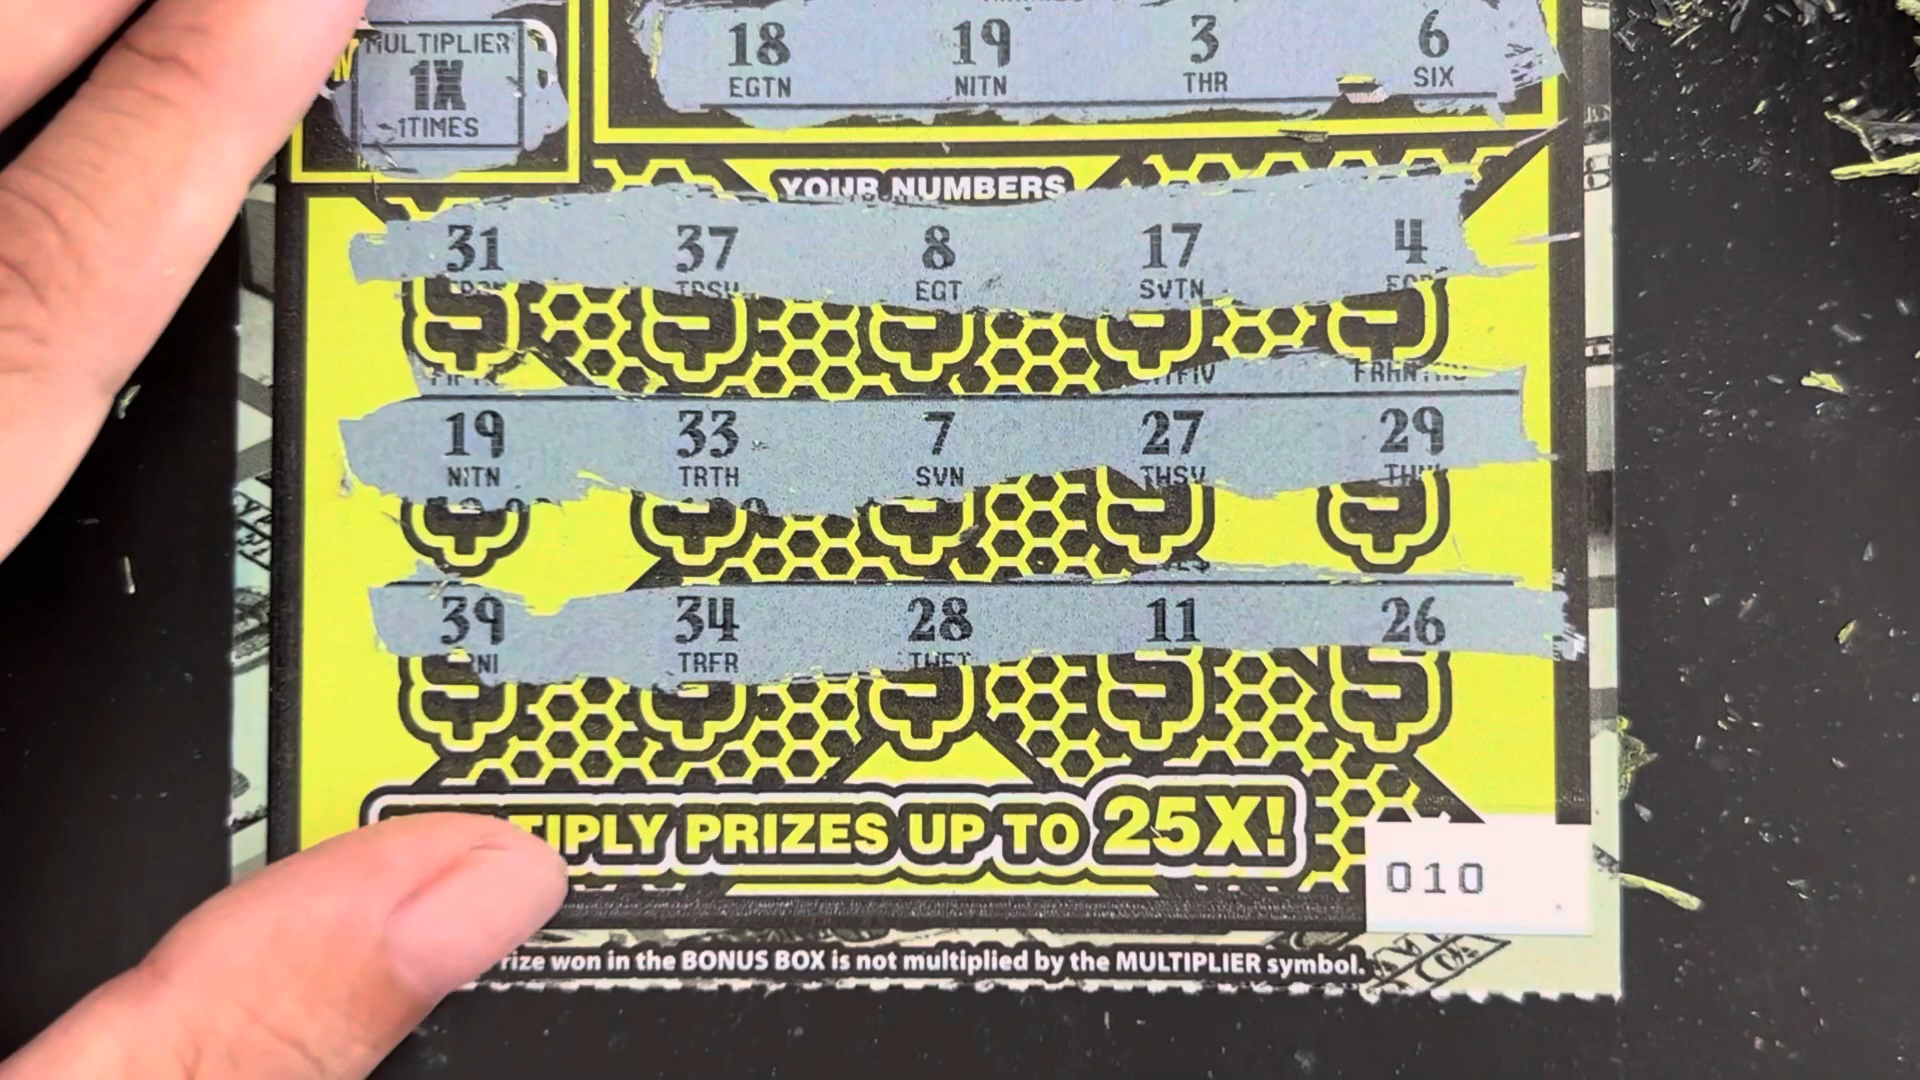 MULTIPLIER
1X
1TIMES
18 19 3 6
EGTN NITN THR SIX
YOUR NUMBERS
31 37 8 17 4
EGT SVTN
19 33 7 27 29
NITN TRTH SVN THSV
39 34 28 11 26
TRFR
PRIZES UP TO 25X!
010
won in the BONUS BOX is not multiplied by the MULTIPLIER symbol.